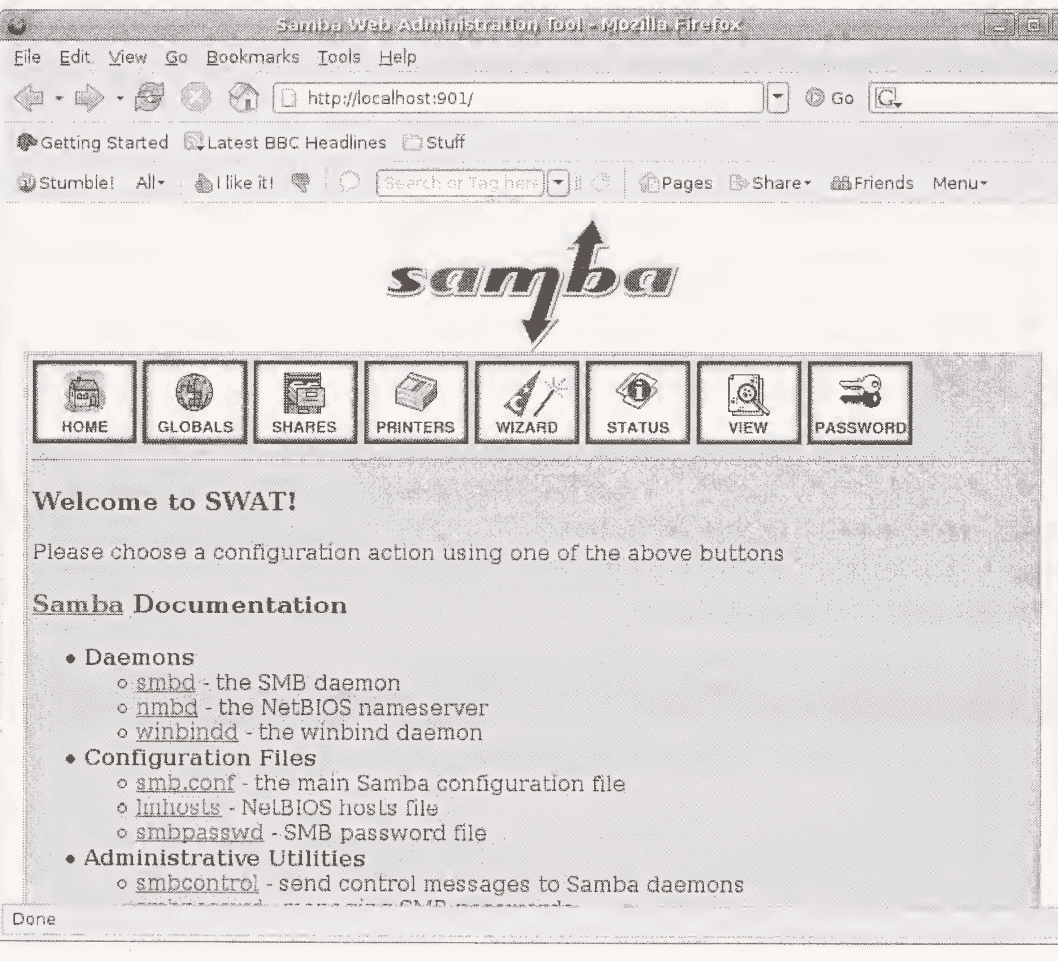 Samba Web Administration Tool - Mozilla Firefox
File Edit View Go Bookmarks Tools Help
http://localhost:901/ Go G
Getting Started Latest BBC Headlines Stuff
Stumble! All I like it! Search or Tag here Pages Share Friends Menu
samba
HOME GLOBALS SHARES PRINTERS WIZARD STATUS VIEW PASSWORD
Welcome to SWAT!
Please choose a configuration action using one of the above buttons
Samba Documentation
• Daemons
smbd - the SMB daemon
nmbd - the NetBIOS nameserver
winbindd - the winbind daemon
• Configuration Files
smb.conf - the main Samba configuration file
lmhosts - NetBIOS hosts file
smbpasswd - SMB password file
• Administrative Utilities
smbcontrol - send control messages to Samba daemons
Done